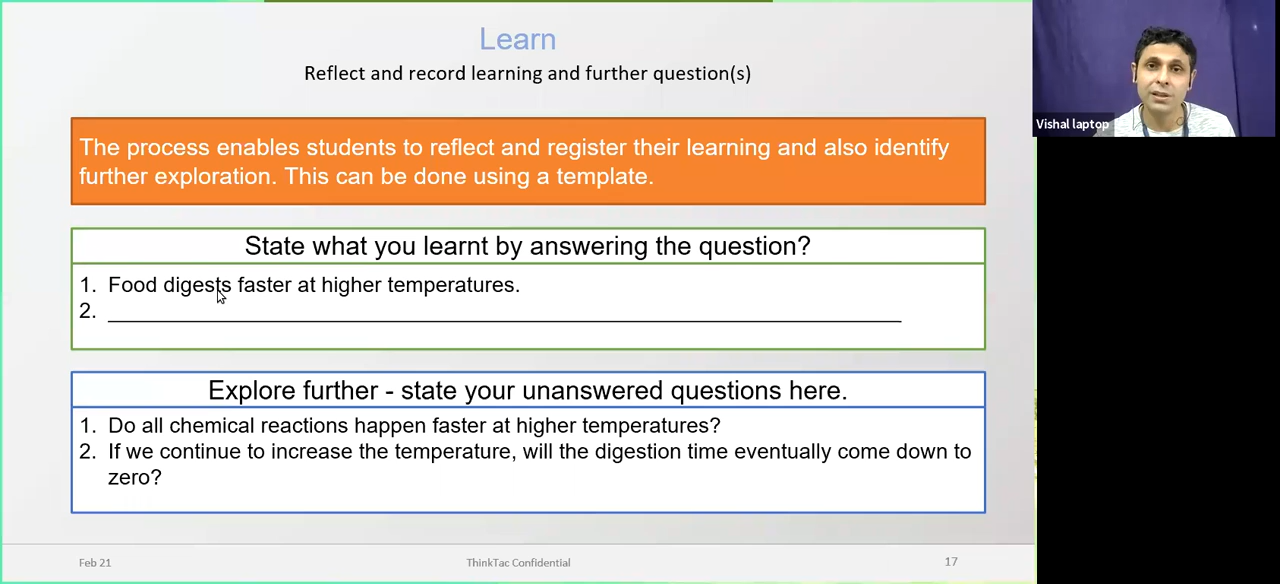 Learn
Reflect and record learning and further question(s)
Vishal laptop
The process enables students to reflect and register their learning and also identify
further exploration. This can be done using a template.
State what you learnt by answering the question?
1. Food digests faster at higher temperatures.
2. ____________________________________________________________
Explore further - state your unanswered questions here.
1. Do all chemical reactions happen faster at higher temperatures?
2. If we continue to increase the temperature, will the digestion time eventually come down to
zero?
Feb 21
ThinkTac Confidential
17